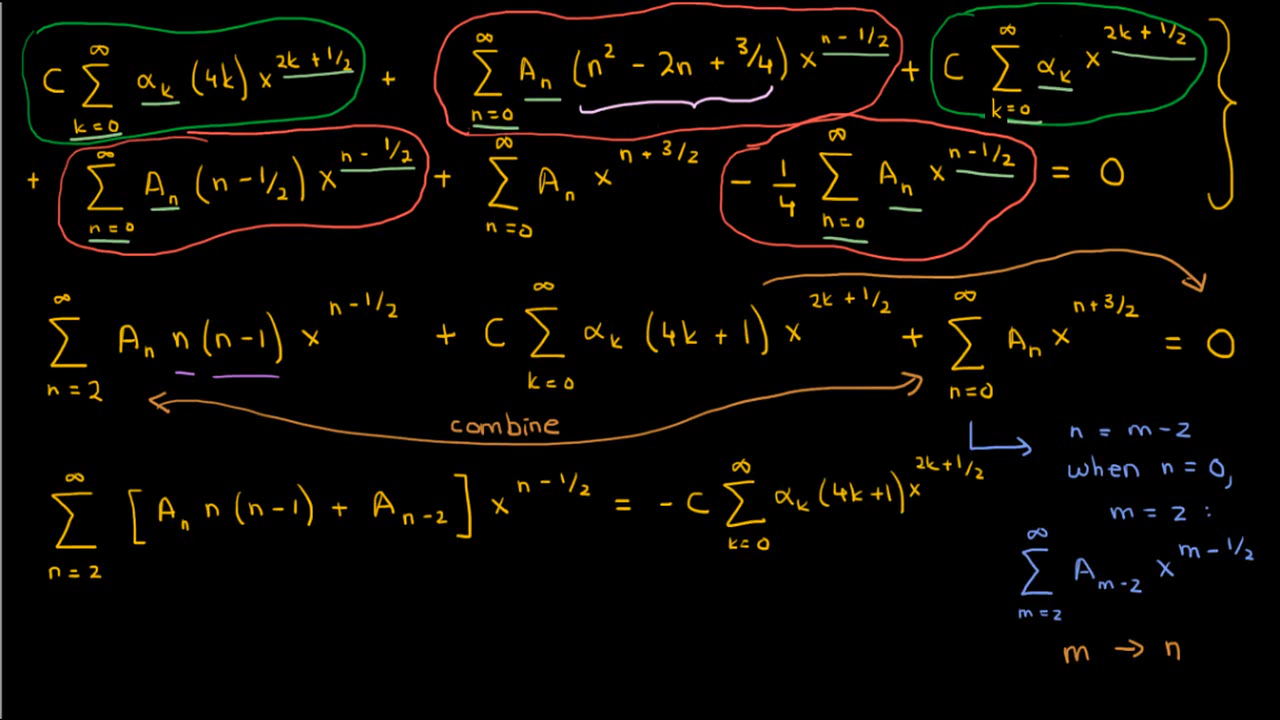 C ∑_{k=0}^{∞} α_k (4k) x^{2k + 1/2} + ∑_{n=0}^{∞} A_n (n² - 2n + 3/4) x^{n - 1/2} + C ∑_{k=0}^{∞} α_k x^{2k + 1/2}
+ ∑_{n=0}^{∞} A_n (n - 1/2) x^{n - 1/2} + ∑_{n=0}^{∞} A_n x^{n + 3/2} - 1/4 ∑_{n=0}^{∞} A_n x^{n - 1/2} = 0
∑_{n=2}^{∞} A_n n (n-1) x^{n - 1/2} + C ∑_{k=0}^{∞} α_k (4k + 1) x^{2k + 1/2} + ∑_{n=0}^{∞} A_n x^{n + 3/2} = 0
combine
∑_{n=2}^{∞} [A_n n (n-1) + A_{n-2}] x^{n - 1/2} = - C ∑_{k=0}^{∞} α_k (4k+1) x^{2k + 1/2}
n = m - 2
when n = 0,
m = 2 :
∑_{m=2}^{∞} A_{m-2} x^{m - 1/2}
m → n